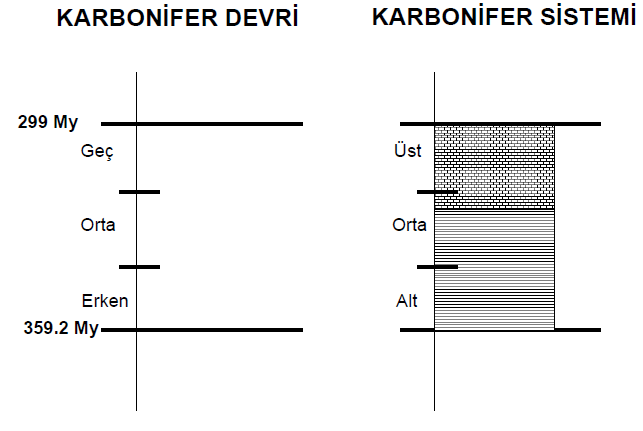 KARBONİFER DEVRİ
299 My
Geç
Orta
Erken
359.2 My
KARBONİFER SİSTEMİ
Üst
Orta
Alt